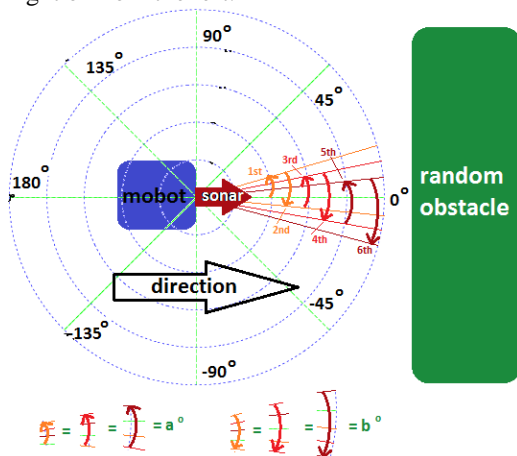 90°
135°
45°
3rd
5th
1st
180°
mobot
sonar
0°
random
obstacle
2nd
4th
6th
direction
-45°
-135°
-90°
= = = a°
= = = b°